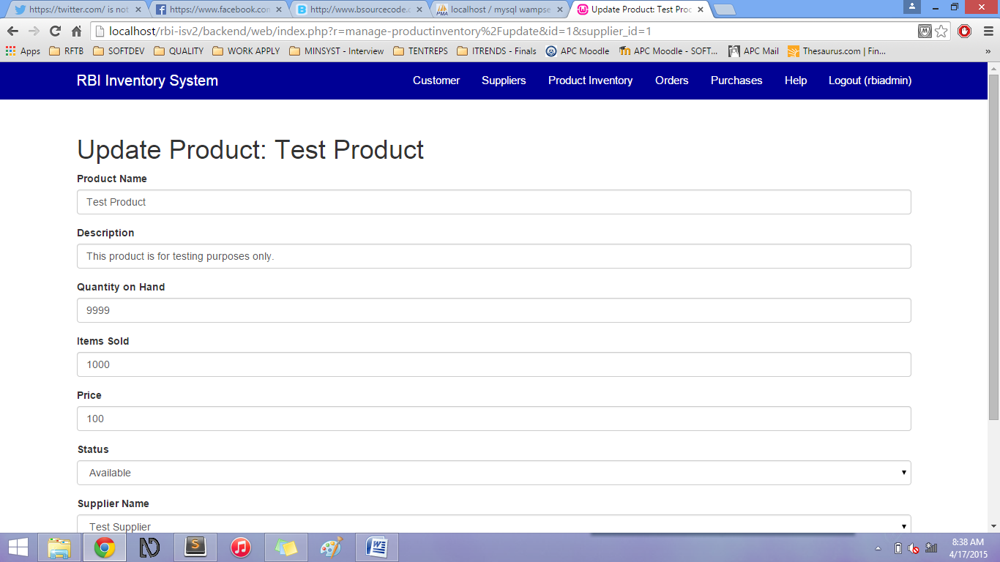 https://twitter.com/ is not
https://www.facebook.con
http://www.bsourcecode.c
localhost / mysql wampse
Update Product: Test Proc
localhost/rbi-isv2/backend/web/index.php?r=manage-productinventory%2Fupdate&id=1&supplier_id=1
Apps RFTB SOFTDEV QUALITY WORK APPLY MINSYST - Interview TENTREPS ITRENDS - Finals APC Moodle APC Moodle - SOFT... APC Mail Thesaurus.com | Fin... »
RBI Inventory System Customer Suppliers Product Inventory Orders Purchases Help Logout (rbiadmin)
Update Product: Test Product
Product Name
Test Product
Description
This product is for testing purposes only.
Quantity on Hand
9999
Items Sold
1000
Price
100
Status
Available
Supplier Name
Test Supplier
8:38 AM
4/17/2015